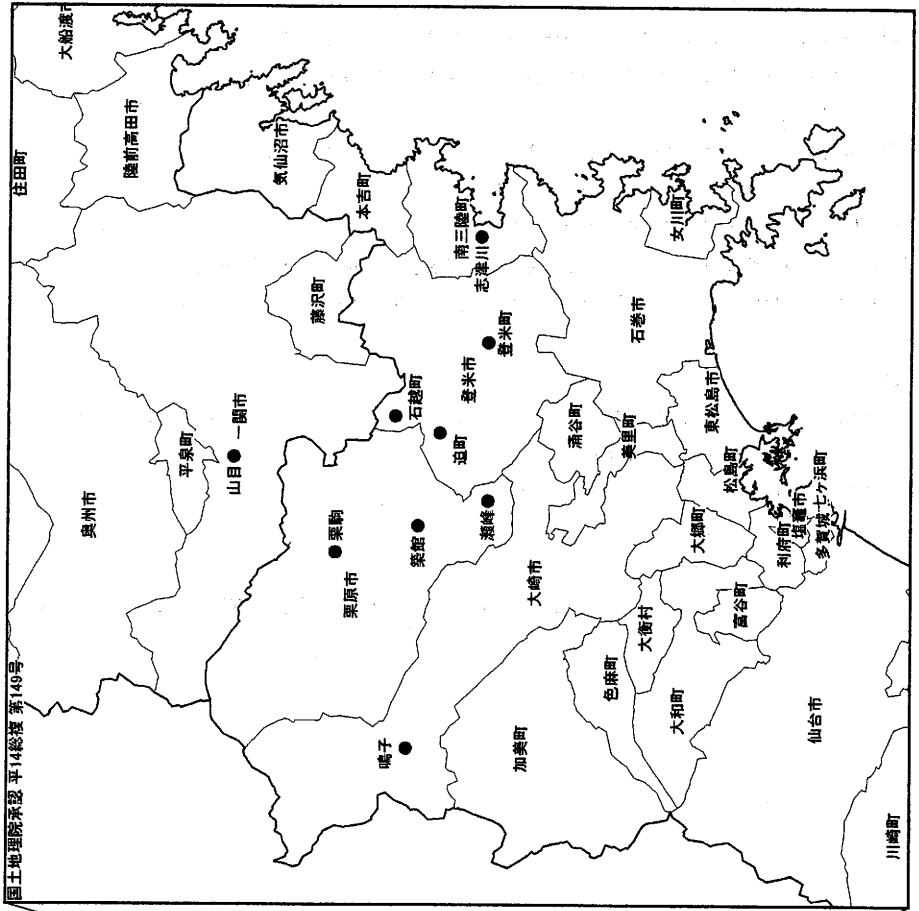 国土地理院承認 平14総複 第149号
住田町
大船渡市
陸前高田市
奥州市
平泉町
一関市
山目
藤沢町
気仙沼市
本吉町
南三陸町
志津川
栗駒
栗原市
築館
瀬峰
石越町
迫町
登米市
登米町
鳴子
大崎市
涌谷町
美里町
石巻市
女川町
東松島市
松島町
加美町
色麻町
大衡村
大和町
大郷町
富谷町
利府町
塩竈市
多賀城
七ヶ浜町
仙台市
川崎町